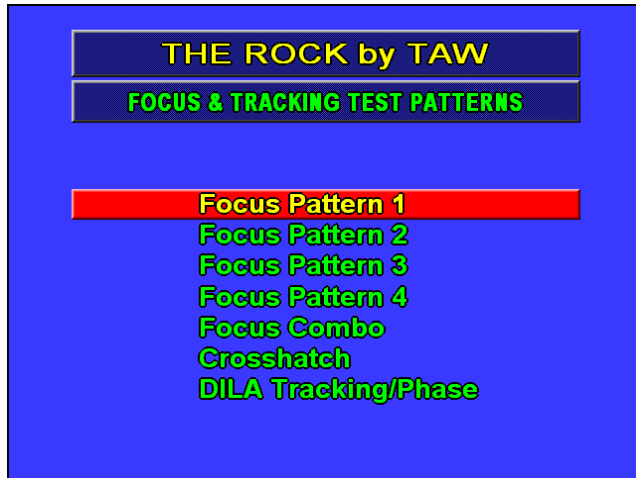 THE ROCK by TAW
FOCUS & TRACKING TEST PATTERNS
Focus Pattern 1
Focus Pattern 2
Focus Pattern 3
Focus Pattern 4
Focus Combo
Crosshatch
DILA Tracking/Phase